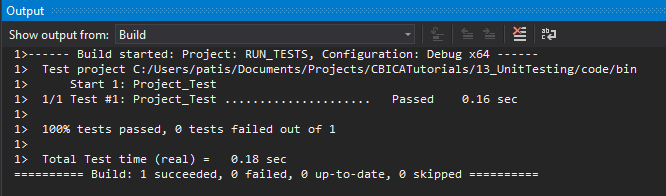 Output
Show output from: Build
1>------ Build started: Project: RUN_TESTS, Configuration: Debug x64 ------
1>  Test project C:/Users/patis/Documents/Projects/CBICATutorials/13_UnitTesting/code/bin
1>      Start 1: Project_Test
1>  1/1 Test #1: Project_Test .....................   Passed    0.16 sec
1>
1>  100% tests passed, 0 tests failed out of 1
1>
1>  Total Test time (real) =   0.18 sec
========== Build: 1 succeeded, 0 failed, 0 up-to-date, 0 skipped ==========